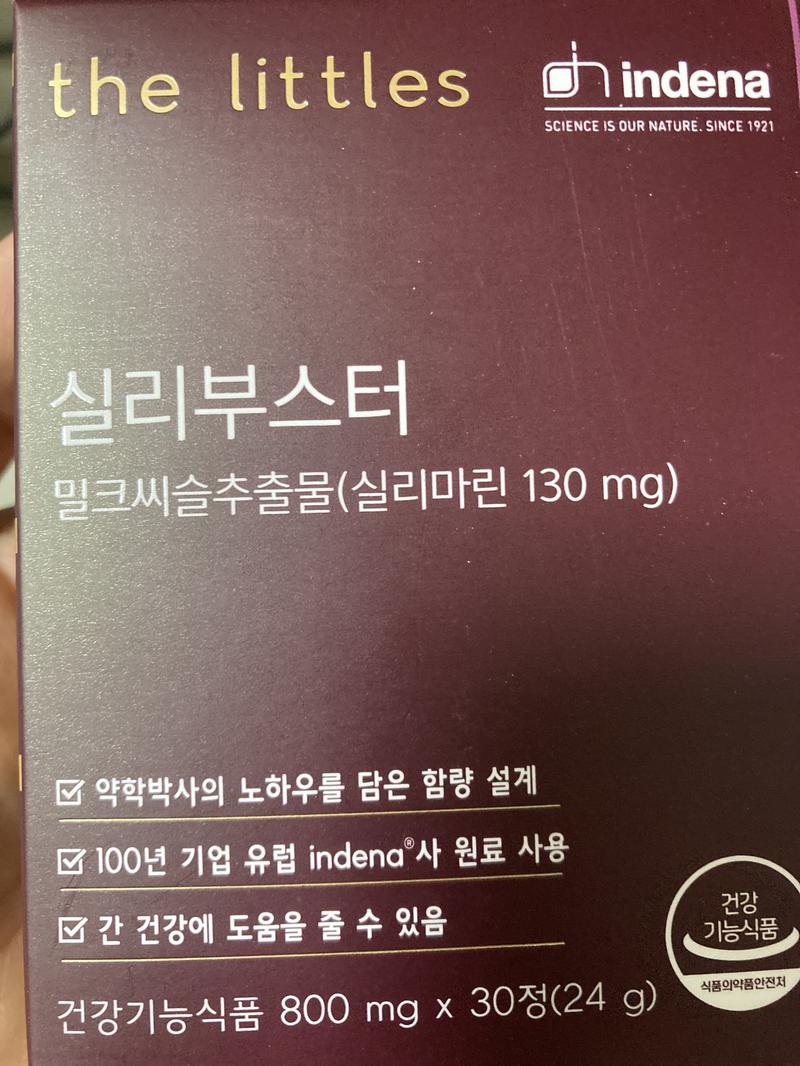 the littles
indena
SCIENCE IS OUR NATURE. SINCE 1921
실리부스터
밀크씨슬추출물(실리마린 130 mg)
약학박사의 노하우를 담은 함량 설계
100년 기업 유럽 indena®사 원료 사용
간 건강에 도움을 줄 수 있음
건강
기능식품
식품의약품안전처
건강기능식품 800 mg x 30정(24 g)